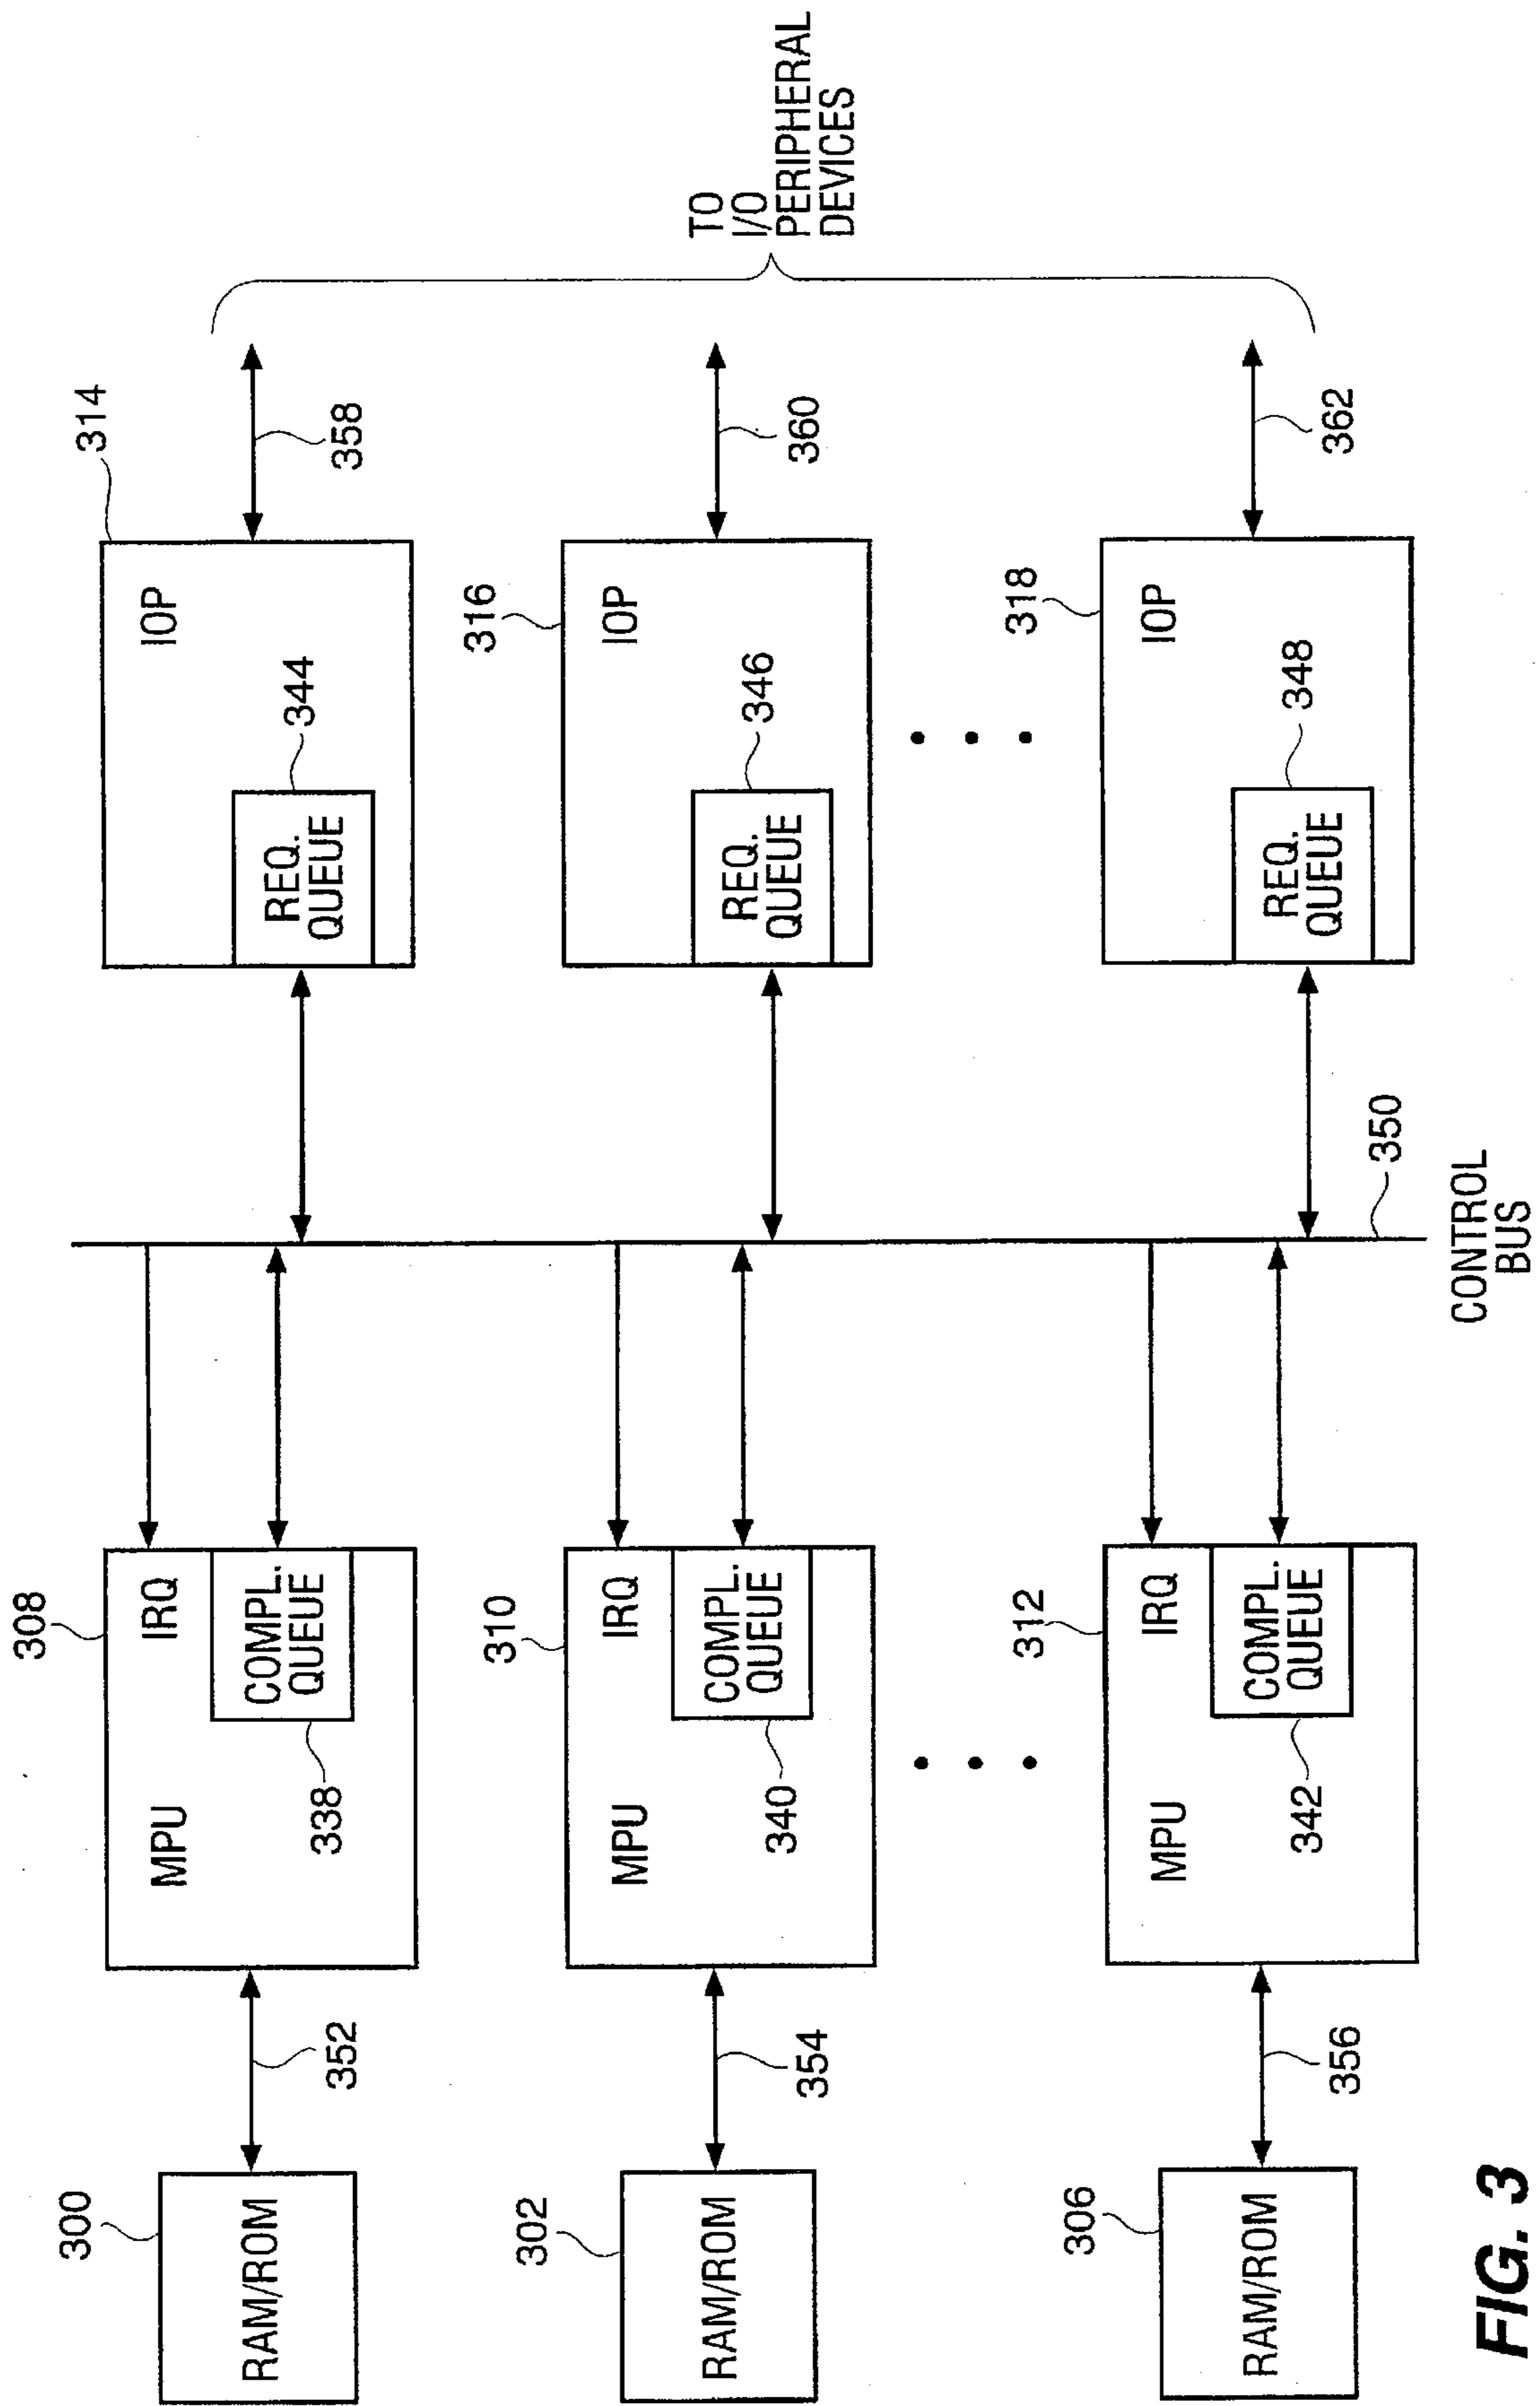 300
RAM/ROM
352
308
MPU
IRQ
COMPL.
QUEUE
338
314
IOP
REQ.
QUEUE
344
358
302
RAM/ROM
354
310
MPU
IRQ
COMPL.
QUEUE
340
316
IOP
REQ.
QUEUE
346
360
306
RAM/ROM
356
312
MPU
IRQ
COMPL.
QUEUE
342
318
IOP
REQ.
QUEUE
348
362
TO
I/O
PERIPHERAL
DEVICES
350
CONTROL
BUS
FIG. 3